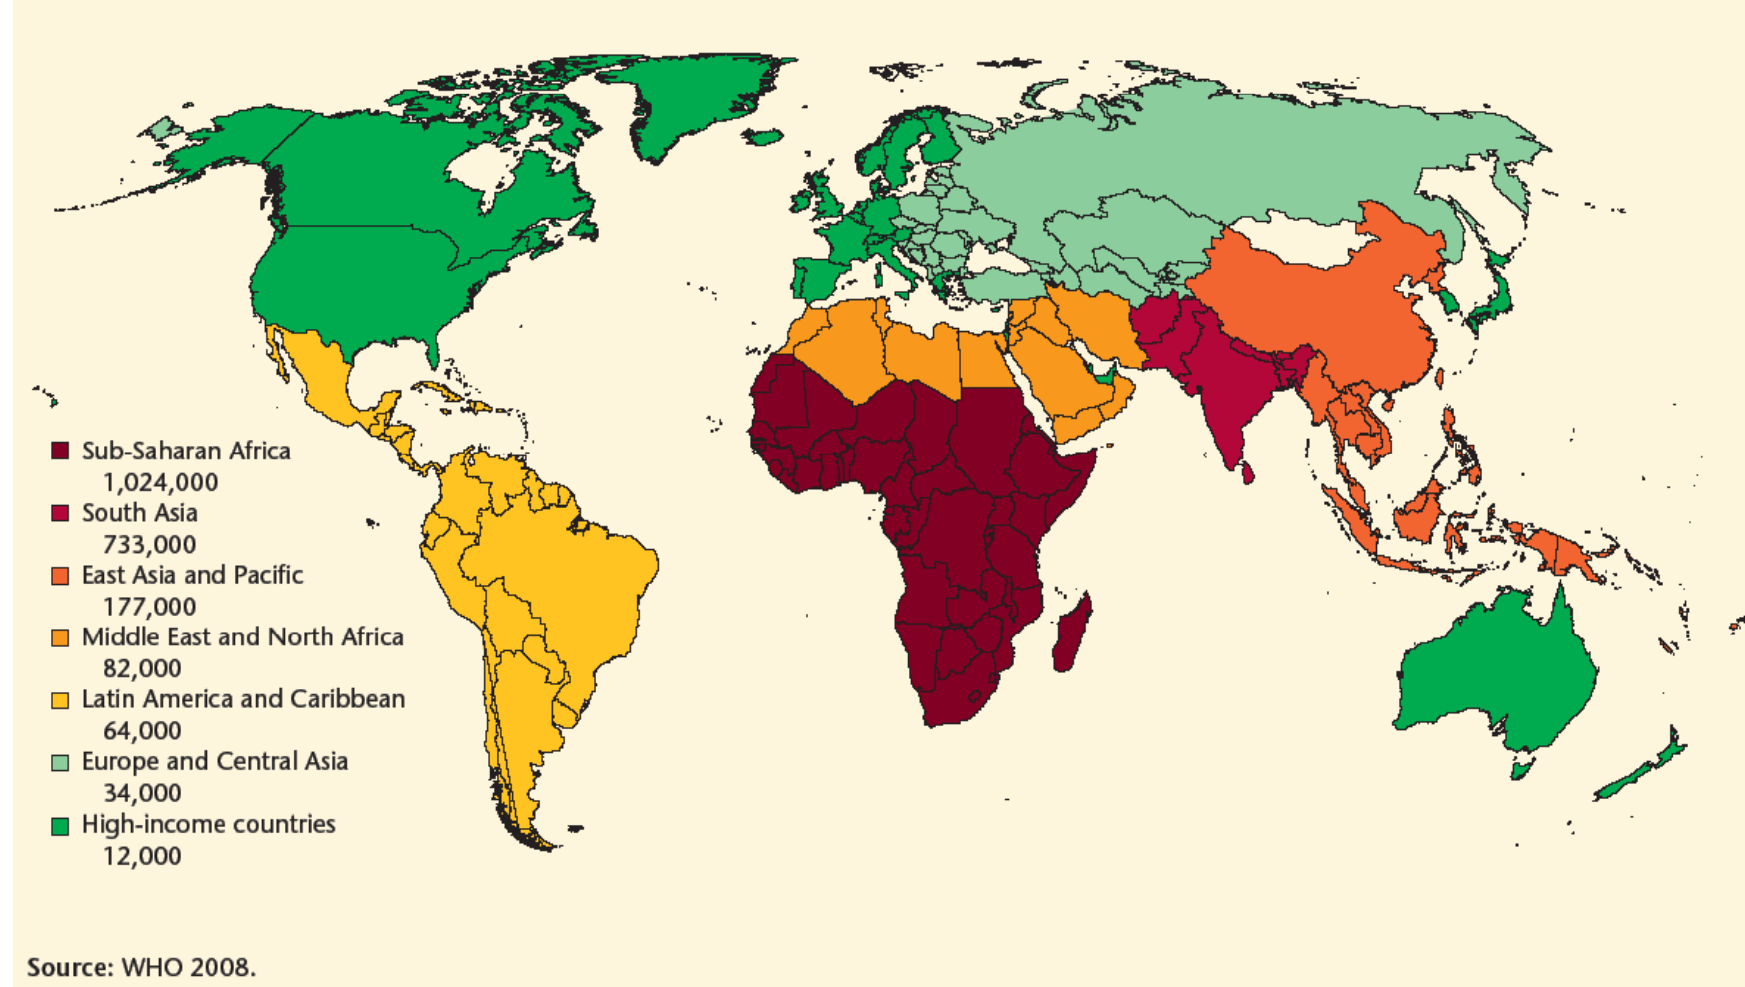 Sub-Saharan Africa
1,024,000
South Asia
733,000
East Asia and Pacific
177,000
Middle East and North Africa
82,000
Latin America and Caribbean
64,000
Europe and Central Asia
34,000
High-income countries
12,000
Source: WHO 2008.